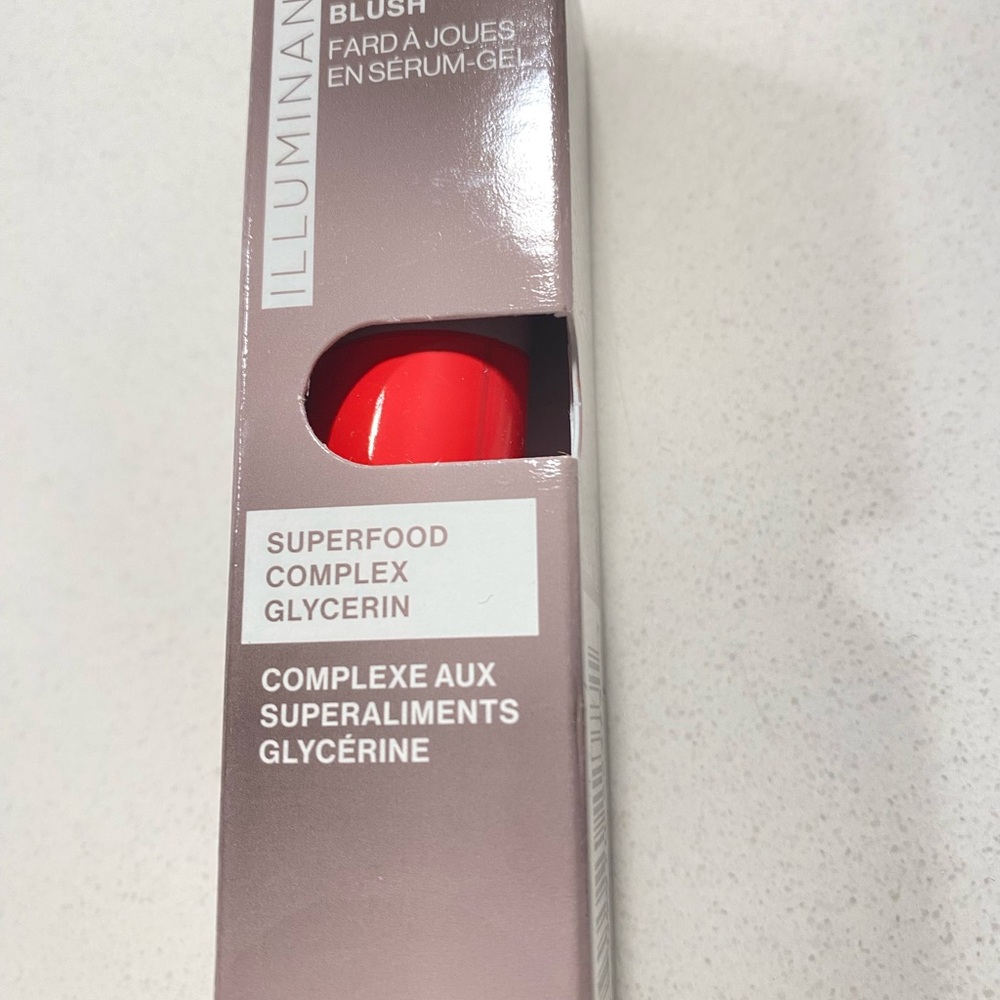 ILLUMINAN
BLUSH
FARD À JOUES
EN SÉRUM-GEL
SUPERFOOD
COMPLEX
GLYCERIN
COMPLEXE AUX
SUPERALIMENTS
GLYCÉRINE